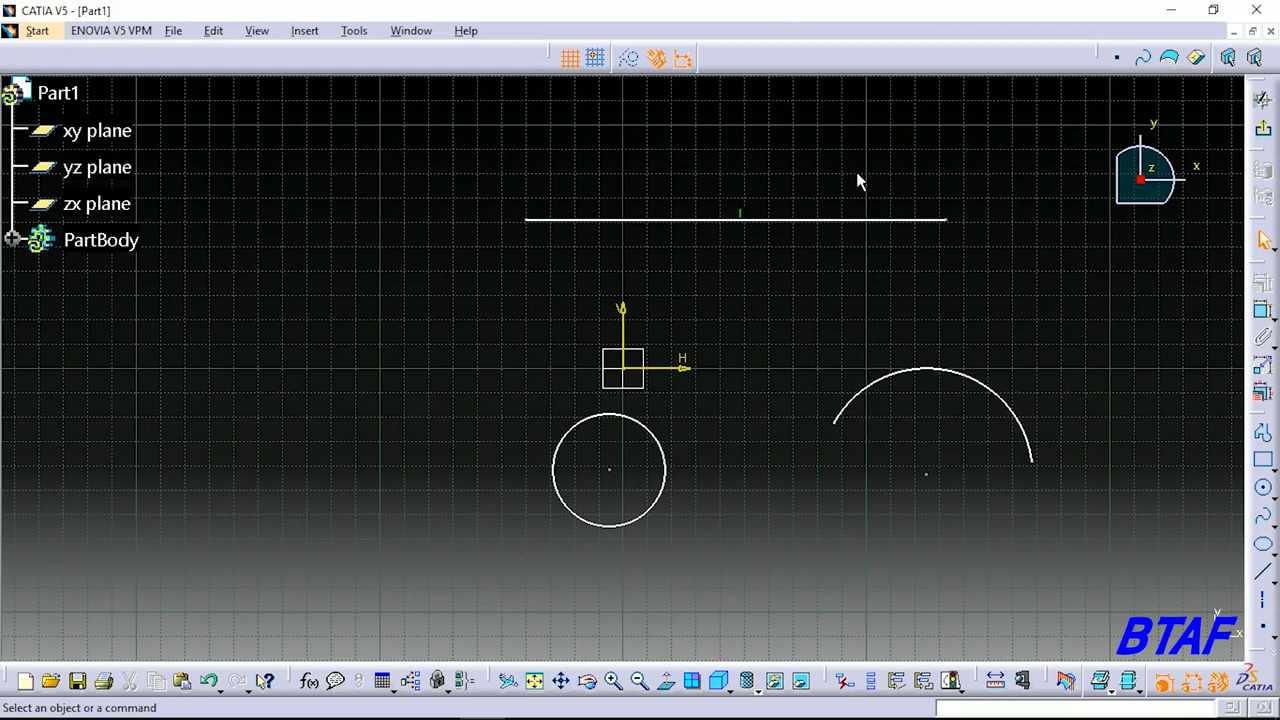 CATIA V5 - [Part1]
Start ENOVIA V5 VPM File Edit View Insert Tools Window Help
Part1
xy plane
yz plane
zx plane
PartBody
y
x
z
V
H
y
x
BTAF
CATIA
f(x)
Select an object or a command